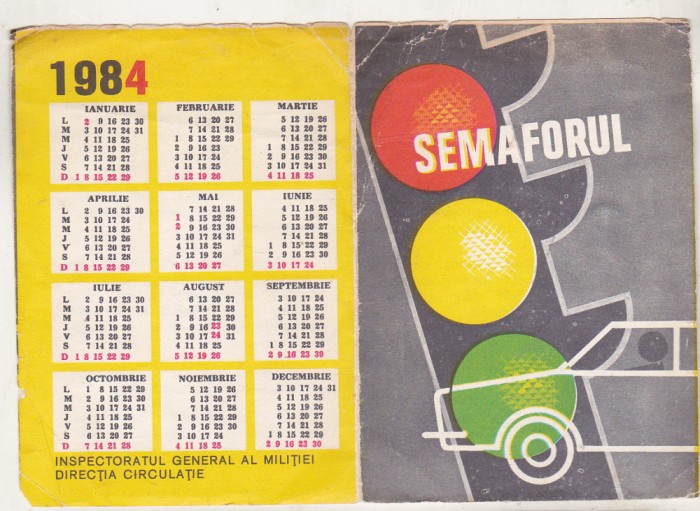 1984
IANUARIE FEBRUARIE MARTIE
L 2 9 16 23 30 6 13 20 27 5 12 19 26
M 3 10 17 24 31 7 14 21 28 6 13 20 27
M 4 11 18 25 1 8 15 22 29 7 14 21 28
J 5 12 19 26 2 9 16 23 1 8 15 22 29
V 6 13 20 27 3 10 17 24 2 9 16 23 30
S 7 14 21 28 4 11 18 25 3 10 17 24 31
D 1 8 15 22 29 5 12 19 26 4 11 18 25
APRILIE MAI IUNIE
L 2 9 16 23 30 7 14 21 28 4 11 18 25
M 3 10 17 24 1 8 15 22 29 5 12 19 26
M 4 11 18 25 2 9 16 23 30 6 13 20 27
J 5 12 19 26 3 10 17 24 31 7 14 21 28
V 6 13 20 27 4 11 18 25 1 8 15 22 29
S 7 14 21 28 5 12 19 26 2 9 16 23 30
D 1 8 15 22 29 6 13 20 27 3 10 17 24
IULIE AUGUST SEPTEMBRIE
L 2 9 16 23 30 6 13 20 27 3 10 17 24
M 3 10 17 24 31 7 14 21 28 4 11 18 25
M 4 11 18 25 1 8 15 22 29 5 12 19 26
J 5 12 19 26 2 9 16 23 30 6 13 20 27
V 6 13 20 27 3 10 17 24 31 7 14 21 28
S 7 14 21 28 4 11 18 25 1 8 15 22 29
D 1 8 15 22 29 5 12 19 26 2 9 16 23 30
OCTOMBRIE NOIEMBRIE DECEMBRIE
L 1 8 15 22 29 5 12 19 26 3 10 17 24 31
M 2 9 16 23 30 6 13 20 27 4 11 18 25
M 3 10 17 24 31 7 14 21 28 5 12 19 26
J 4 11 18 25 1 8 15 22 29 6 13 20 27
V 5 12 19 26 2 9 16 23 30 7 14 21 28
S 6 13 20 27 3 10 17 24 1 8 15 22 29
D 7 14 21 28 4 11 18 25 2 9 16 23 30
INSPECTORATUL GENERAL AL MILIȚIEI
DIRECȚIA CIRCULAȚIE
SEMAFORUL